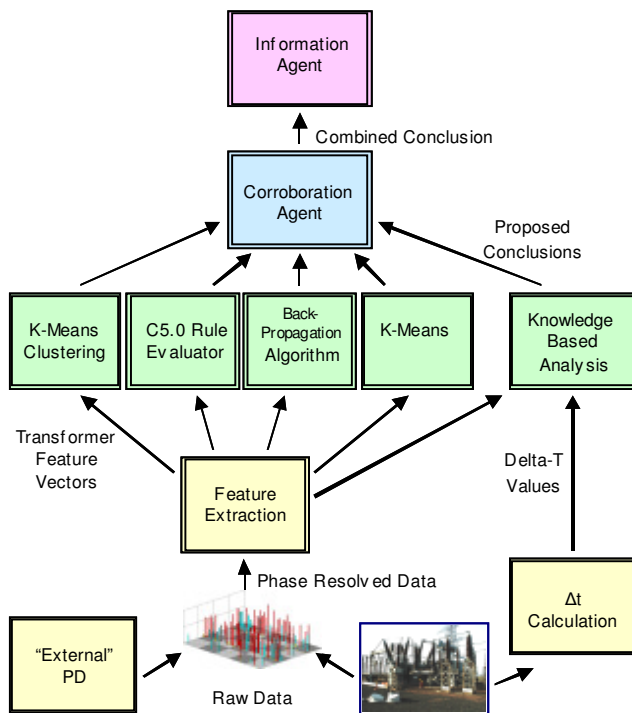 Information
Agent
Combined Conclusion
Corroboration
Agent
Proposed
Conclusions
K-Means
Clustering
C5.0 Rule
Evaluator
Back-
Propagation
Algorithm
K-Means
Knowledge
Based
Analysis
Transformer
Feature
Vectors
Feature
Extraction
Delta-T
Values
Phase Resolved Data
"External"
PD
Raw Data
Δt
Calculation